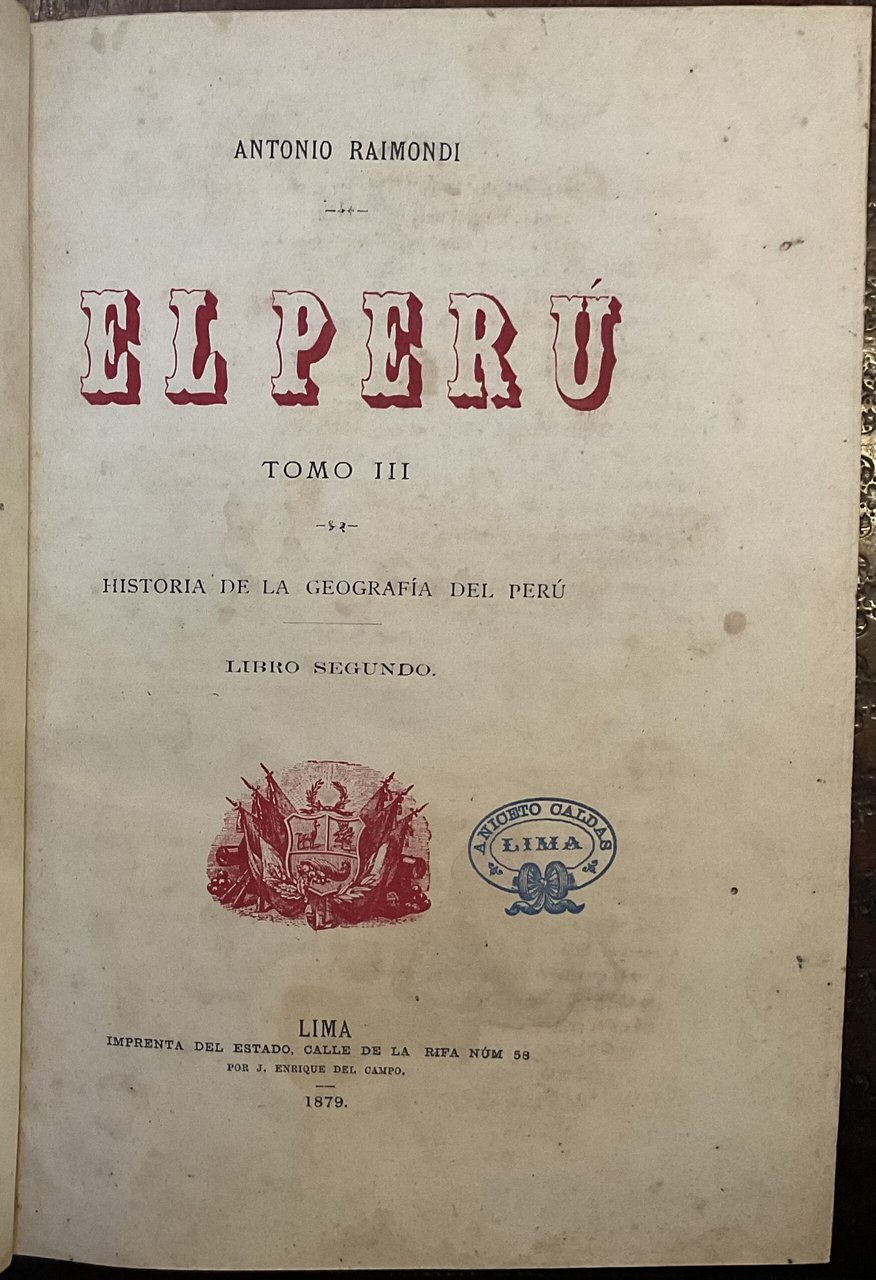 ANTONIO RAIMONDI
EL PERÚ
TOMO III
HISTORIA DE LA GEOGRAFÍA DEL PERÚ
LIBRO SEGUNDO.
ANICETO CALDAS
LIMA
LIMA
IMPRENTA DEL ESTADO, CALLE DE LA RIFA NÚM 58
POR J. ENRIQUE DEL CAMPO.
1879.